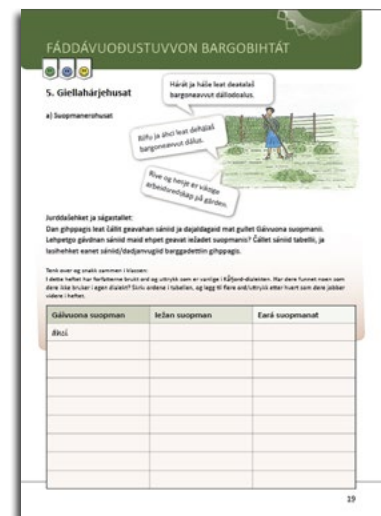 FÁDDÁVUOĐUSTUVVON BARGOBIHTÁT
5. Giellahárjehusat
a) Suopmanerohusat
Hárát ja háše leat deaŧalaš
bargoneavvut dállodoalus.
Riffu ja áhci leat dehálaš
bargoneavvut dálus.
Rive og hesje er viktige
arbeidsredskap på gården.
Jurddašehket ja ságastallet:
Dan gihppagis leat čállit geavahan sániid ja dajaldagaid mat gullet Gáivuona suopmanii.
Lehpetgo gávdnan sániid maid ehpet geavat iežadet suopmanis? Čállet sániid tabellii, ja
lasihehket eanet sániid/dadjanvugiid barggadettiin gihppagis.
Tenk over og snakk sammen i klassen:
I dette heftet har forfatterne brukt ord og uttrykk som er vanlige i Kåfjord-dialekten. Har dere funnet noen som
dere ikke bruker i egen dialekt? Skriv ordene i tabellen, og legg til flere ord/uttrykk etter hvert som dere jobber
videre i heftet.
Gáivuona suopman
Iežan suopman
Eará suopmanat
Áhci
19